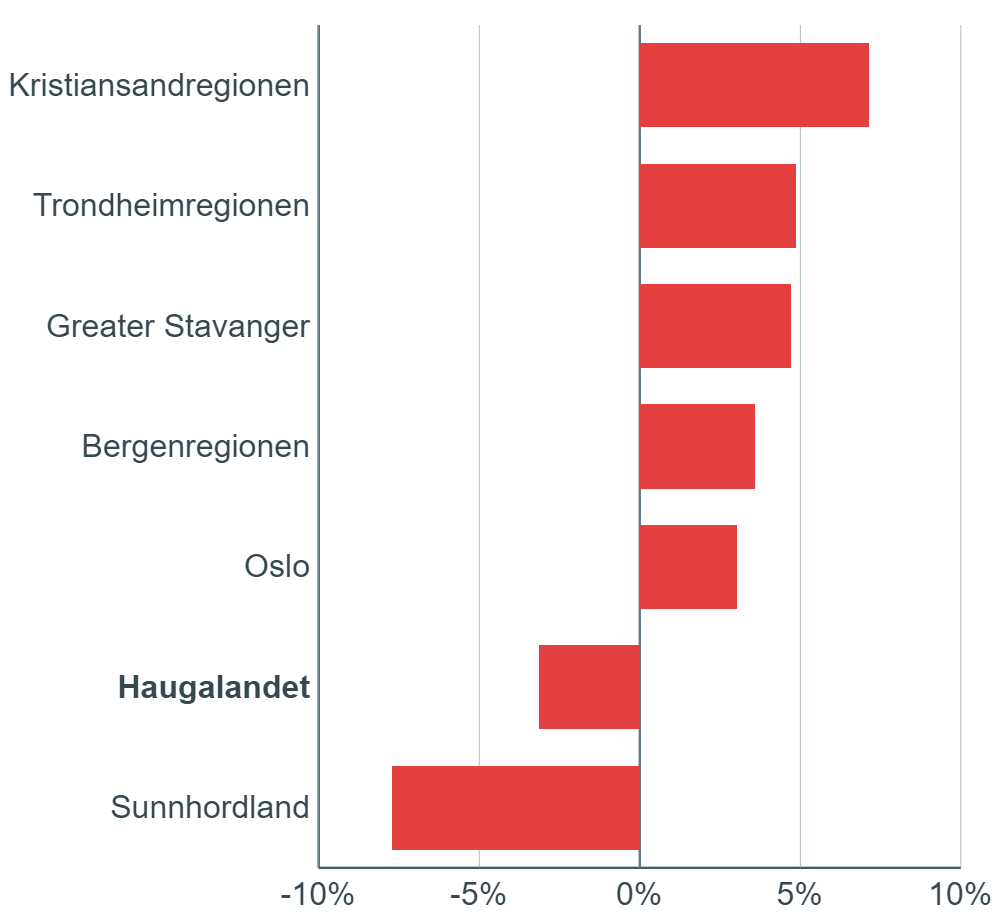 Kristiansandregionen
Trondheimregionen
Greater Stavanger
Bergenregionen
Oslo
Haugalandet
Sunnhordland
-10% -5% 0% 5% 10%